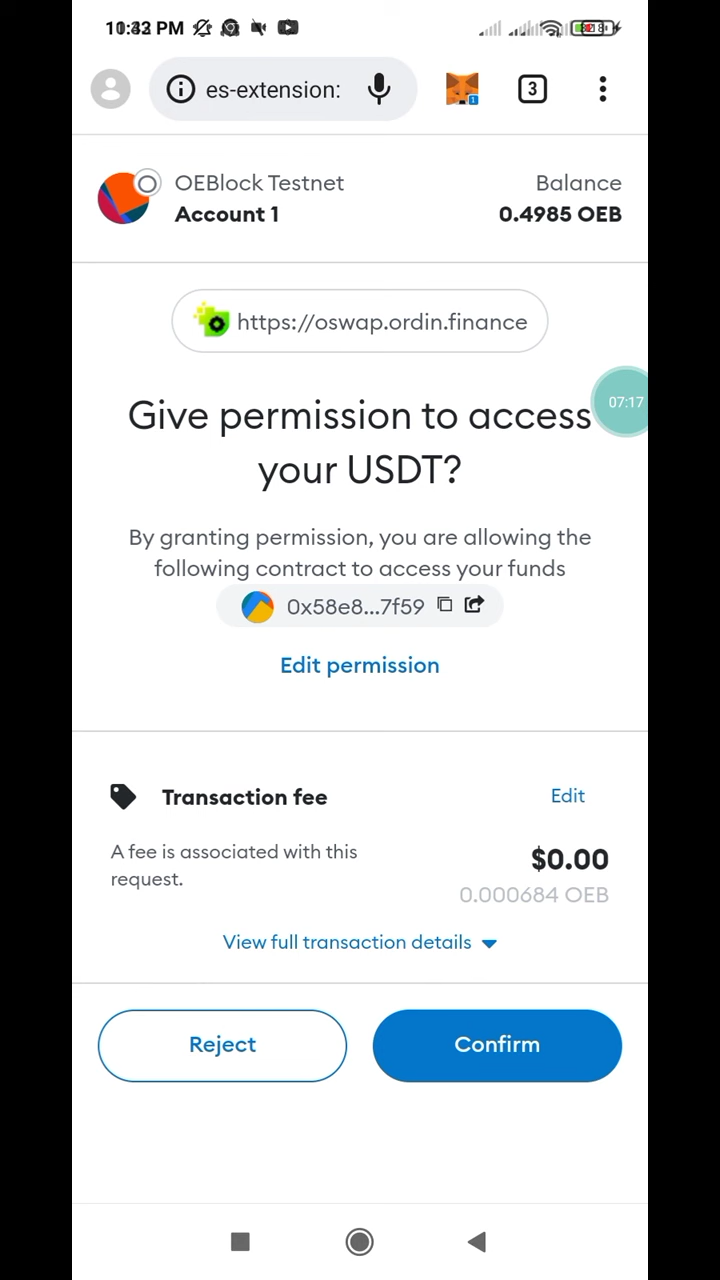 PM
es-extension:
1
3
OEBlock Testnet
Balance
Account 1
0.4985 OEB
https://oswap.ordin.finance
Give permission to access
07:17
your USDT?
By granting permission, you are allowing the
following contract to access your funds
0x58e8...7f59
Edit permission
Transaction fee
Edit
A fee is associated with this
request.
$0.00
0.000684 OEB
View full transaction details
Reject
Confirm